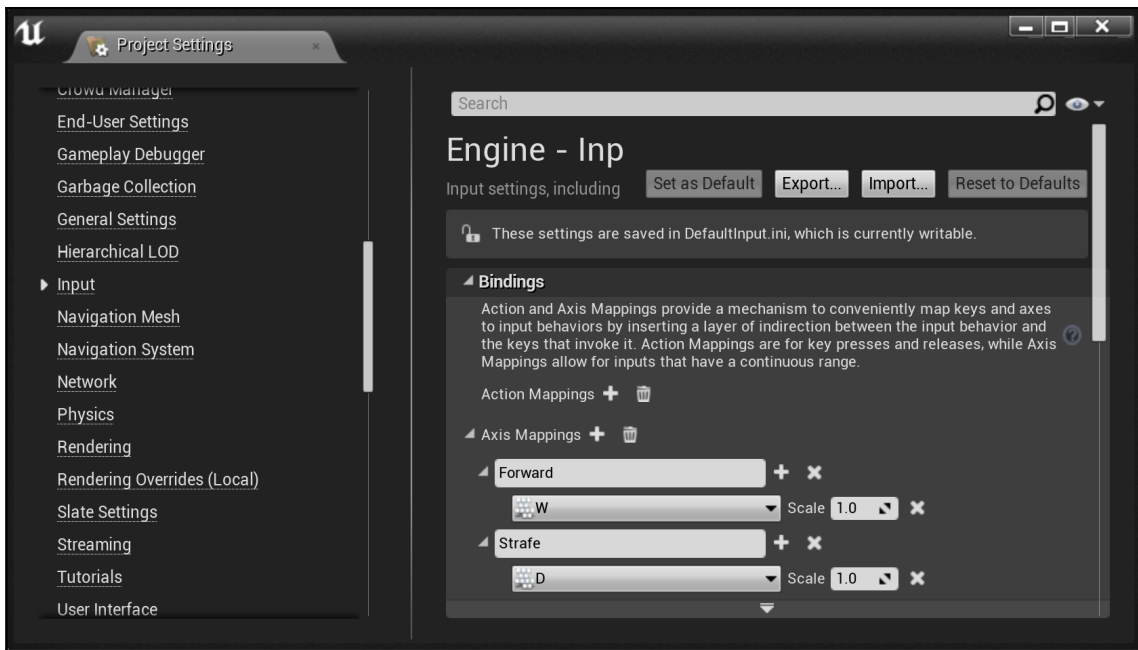 Project Settings
Crowd Manager
End-User Settings
Gameplay Debugger
Garbage Collection
General Settings
Hierarchical LOD
Input
Navigation Mesh
Navigation System
Network
Physics
Rendering
Rendering Overrides (Local)
Slate Settings
Streaming
Tutorials
User Interface
Search
Engine - Inp
Input settings, including
Set as Default
Export...
Import...
Reset to Defaults
These settings are saved in DefaultInput.ini, which is currently writable.
Bindings
Action and Axis Mappings provide a mechanism to conveniently map keys and axes
to input behaviors by inserting a layer of indirection between the input behavior and
the keys that invoke it. Action Mappings are for key presses and releases, while Axis
Mappings allow for inputs that have a continuous range.
Action Mappings
Axis Mappings
Forward
W Scale 1.0
Strafe
D Scale 1.0